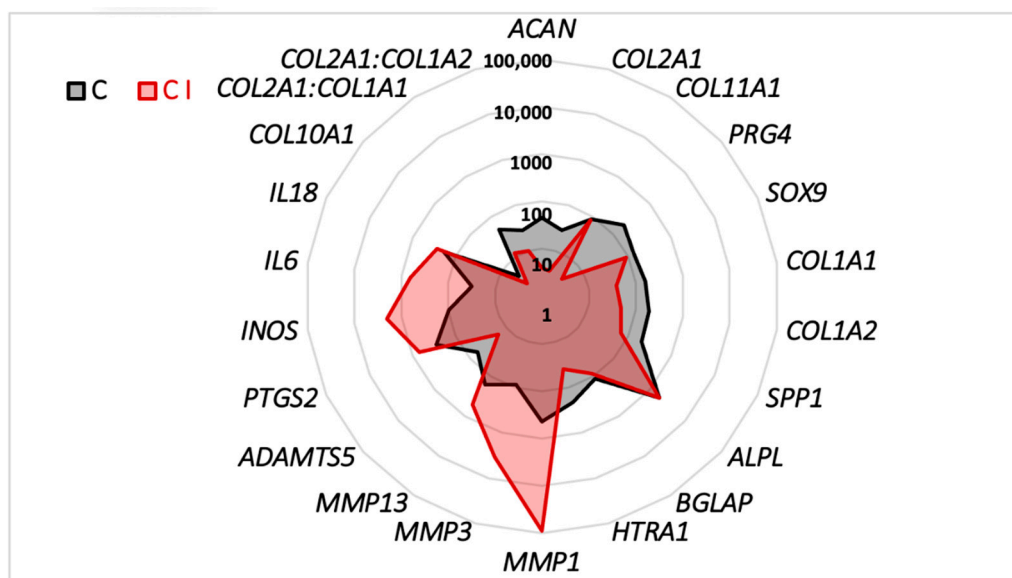 ACAN
COL2A1:COL1A2
100,000
COL2A1
C
C I
COL2A1:COL1A1
COL11A1
10,000
COL10A1
PRG4
1000
IL18
SOX9
100
IL6
COL1A1
10
1
INOS
COL1A2
PTGS2
SPP1
ADAMTS5
ALPL
MMP13
BGLAP
MMP3
HTRA1
MMP1